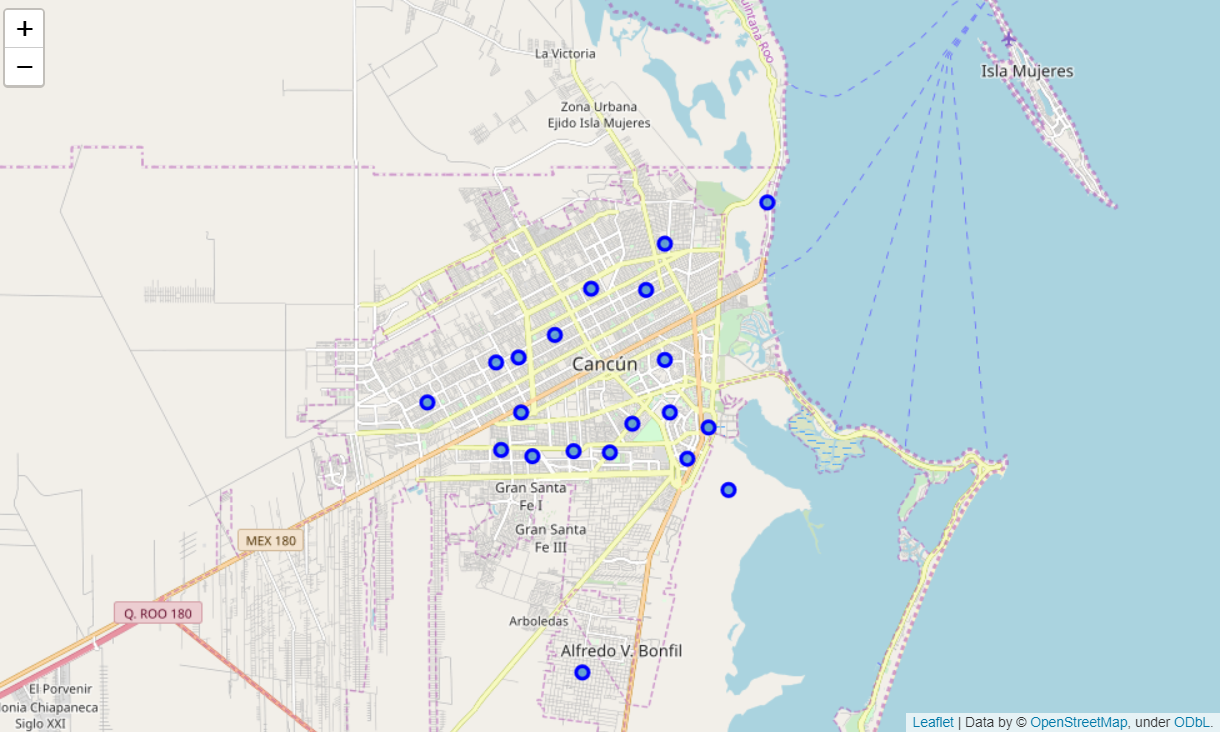 +
−
Quintana Roo
La Victoria
Isla Mujeres
Zona Urbana
Ejido Isla Mujeres
Cancún
Gran Santa
Fe I
Gran Santa
Fe III
MEX 180
Q. ROO 180
Arboledas
Alfredo V. Bonfil
El Porvenir
Chiapaneca
Siglo XXI
Leaflet | Data by © OpenStreetMap, under ODbL.